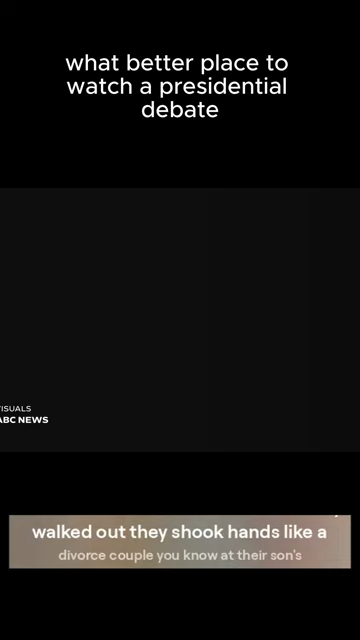 what better place to
watch a presidential
debate
VISUALS
ABC NEWS
walked out they shook hands like a
divorce couple you know at their son's